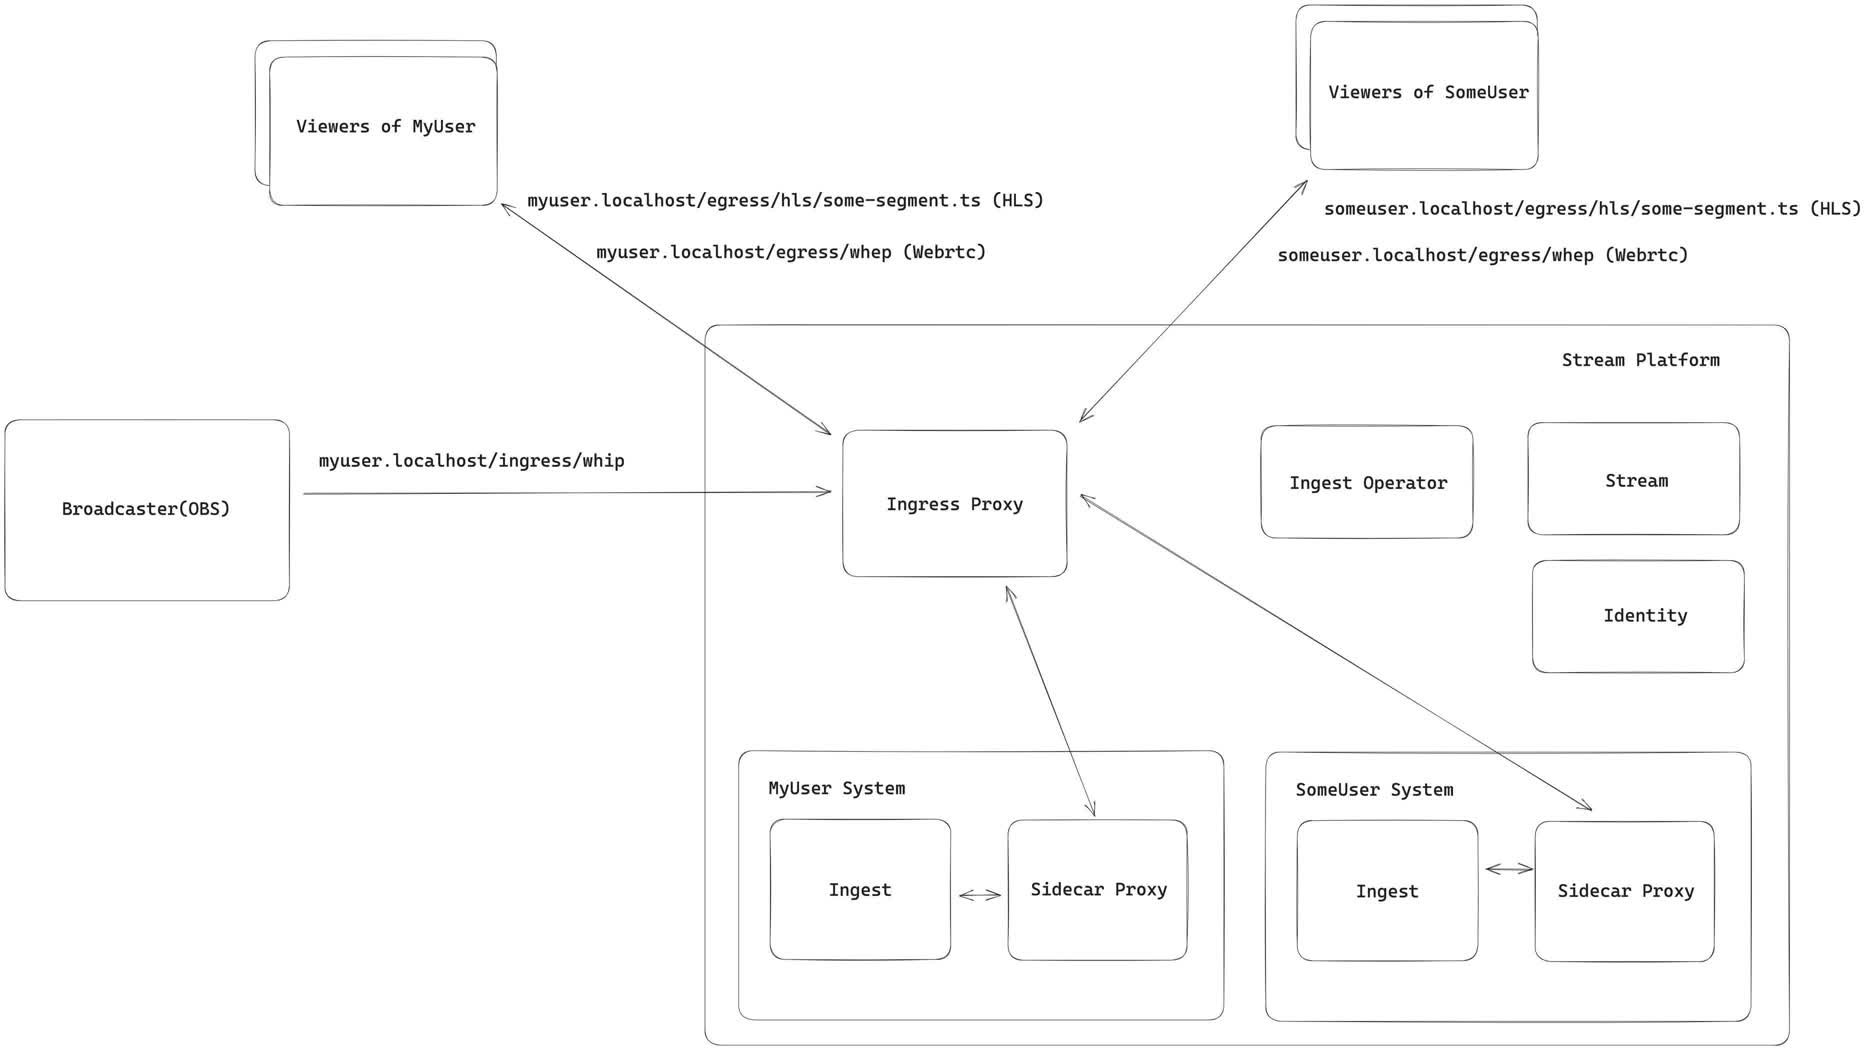 Viewers of MyUser
Viewers of SomeUser
myuser.localhost/egress/hls/some-segment.ts (HLS)
someuser.localhost/egress/hls/some-segment.ts (HLS)
myuser.localhost/egress/whep (Webrtc)
someuser.localhost/egress/whep (Webrtc)
Stream Platform
myuser.localhost/ingress/whip
Broadcaster(OBS)
Ingress Proxy
Ingest Operator
Stream
Identity
MyUser System
Ingest
Sidecar Proxy
SomeUser System
Ingest
Sidecar Proxy